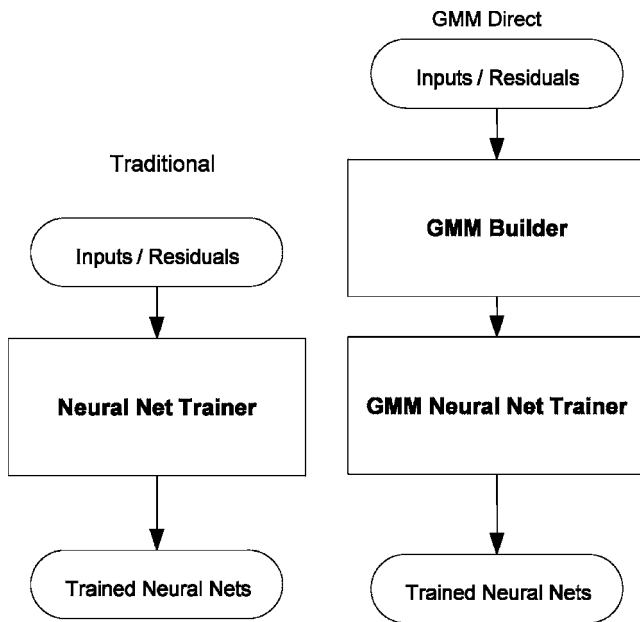 Traditional
Inputs / Residuals
Neural Net Trainer
Trained Neural Nets
GMM Direct
Inputs / Residuals
GMM Builder
GMM Neural Net Trainer
Trained Neural Nets